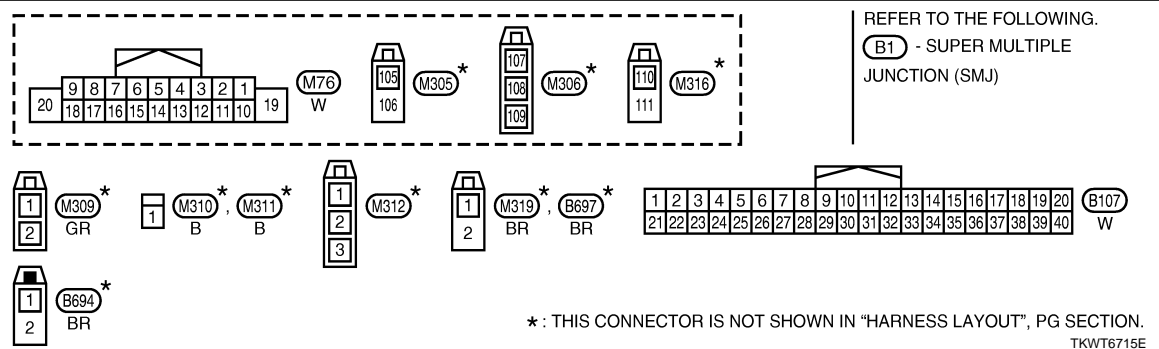 REFER TO THE FOLLOWING.
B1 - SUPER MULTIPLE
JUNCTION (SMJ)
20 9 8 7 6 5 4 3 2 1 19
18 17 16 15 14 13 12 11 10
M76
W
105
106
M305 *
107
108
109
M306 *
110
111
M316 *
1
2
M309 *
GR
1
M310 * , M311 *
B B
1
2
3
M312 *
1
2
M319 * , B697 *
BR BR
1 2 3 4 5 6 7 8 9 10 11 12 13 14 15 16 17 18 19 20
21 22 23 24 25 26 27 28 29 30 31 32 33 34 35 36 37 38 39 40
B107
W
1
2
B694 *
BR
* : THIS CONNECTOR IS NOT SHOWN IN “HARNESS LAYOUT”, PG SECTION.
TKWT6715E